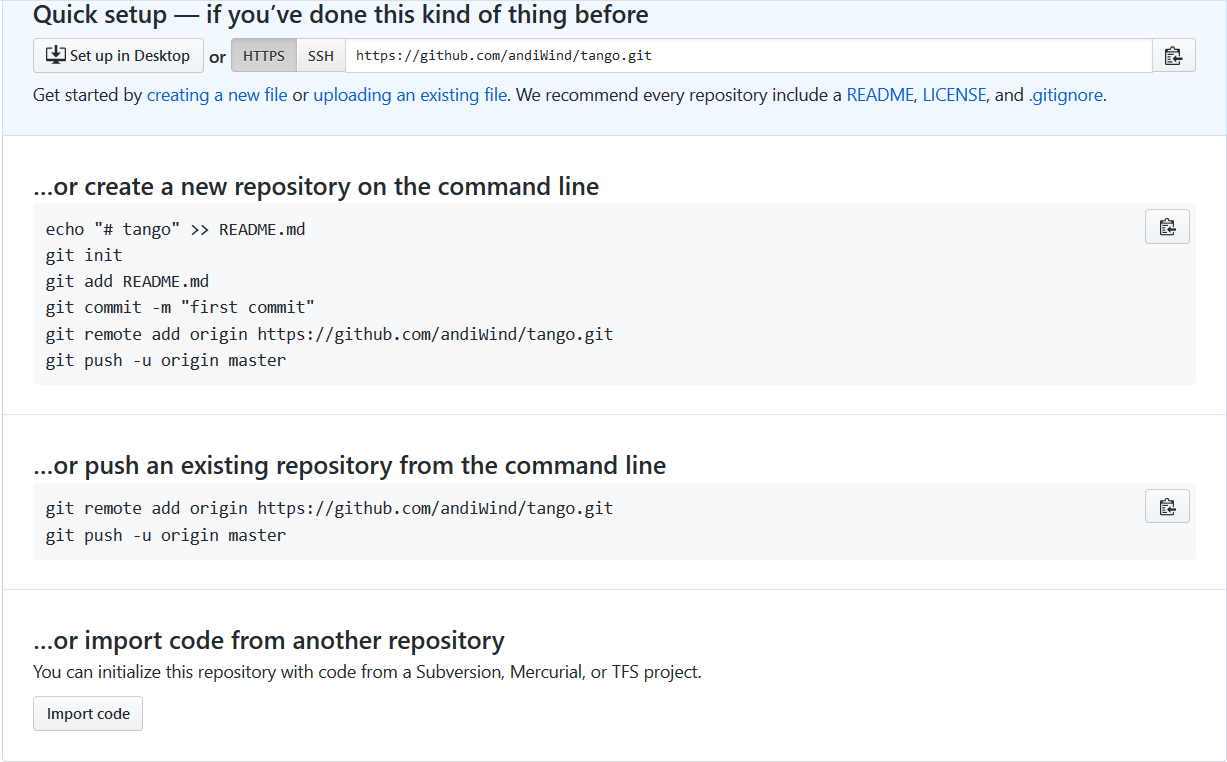 Quick setup — if you’ve done this kind of thing before
Set up in Desktop or HTTPS SSH https://github.com/andiWind/tango.git
Get started by creating a new file or uploading an existing file. We recommend every repository include a README, LICENSE, and .gitignore.
…or create a new repository on the command line
echo "# tango" >> README.md
git init
git add README.md
git commit -m "first commit"
git remote add origin https://github.com/andiWind/tango.git
git push -u origin master
…or push an existing repository from the command line
git remote add origin https://github.com/andiWind/tango.git
git push -u origin master
…or import code from another repository
You can initialize this repository with code from a Subversion, Mercurial, or TFS project.
Import code